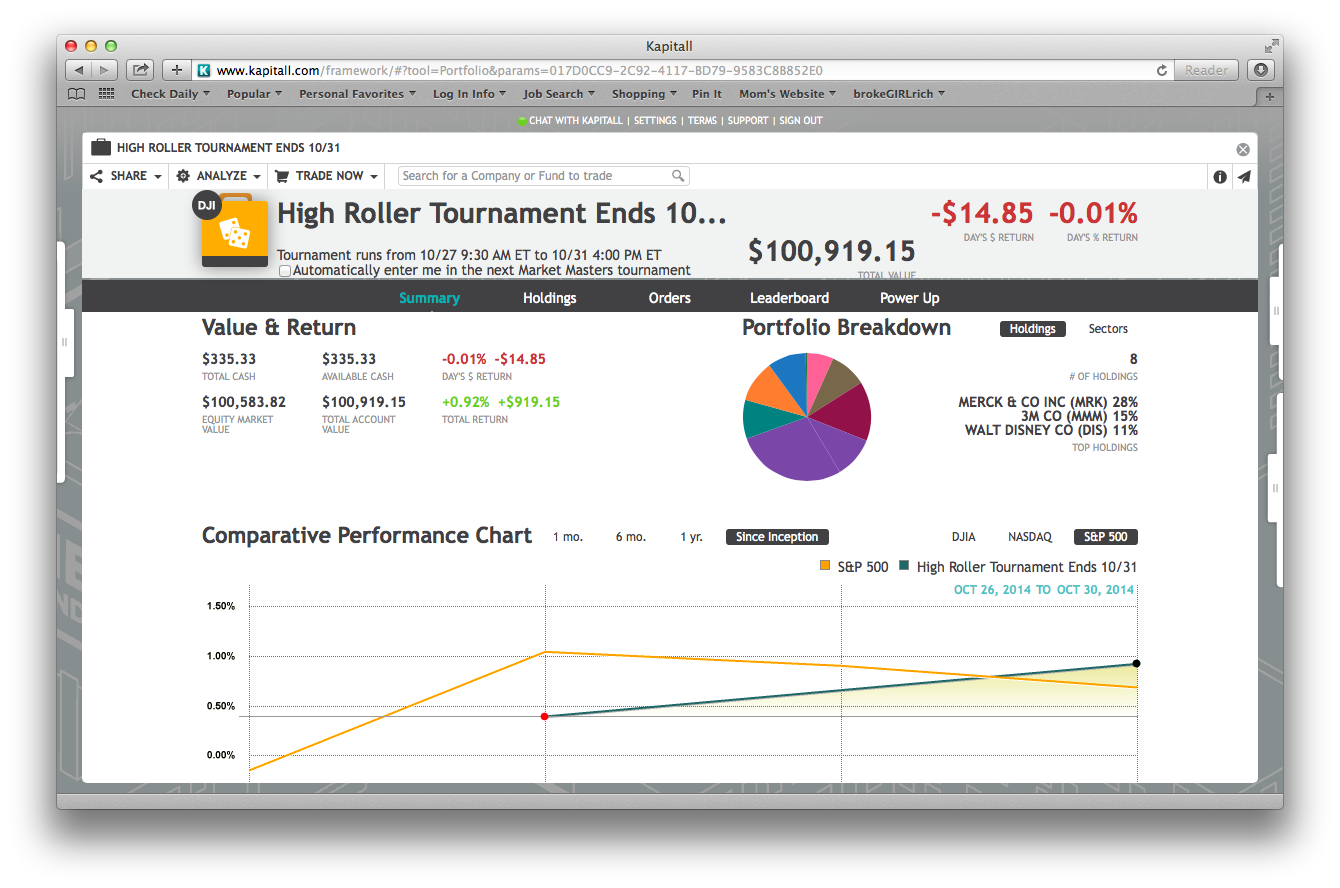 Kapitall
www.kapitall.com/framework/#?tool=Portfolio&params=017D0CC9-2C92-4117-BD79-9583C8B852E0
Reader
Check Daily Popular Personal Favorites Log In Info Job Search Shopping Pin It Mom's Website brokeGIRLrich
CHAT WITH KAPITALL | SETTINGS | TERMS | SUPPORT | SIGN OUT
HIGH ROLLER TOURNAMENT ENDS 10/31
SHARE ANALYZE TRADE NOW Search for a Company or Fund to trade
DJI
High Roller Tournament Ends 10...
-$14.85 -0.01%
DAY'S $ RETURN DAY'S % RETURN
Tournament runs from 10/27 9:30 AM ET to 10/31 4:00 PM ET
$100,919.15
Automatically enter me in the next Market Masters tournament
TOTAL VALUE
Summary Holdings Orders Leaderboard Power Up
Value & Return
$335.33 $335.33 -0.01% -$14.85
TOTAL CASH AVAILABLE CASH DAY'S $ RETURN
$100,583.82 $100,919.15 +0.92% +$919.15
EQUITY MARKET TOTAL ACCOUNT TOTAL RETURN
VALUE VALUE
Portfolio Breakdown Holdings Sectors
8
# OF HOLDINGS
MERCK & CO INC (MRK) 28%
3M CO (MMM) 15%
WALT DISNEY CO (DIS) 11%
TOP HOLDINGS
Comparative Performance Chart 1 mo. 6 mo. 1 yr. Since Inception DJIA NASDAQ S&P 500
S&P 500 High Roller Tournament Ends 10/31
OCT 26, 2014 TO OCT 30, 2014
1.50%
1.00%
0.50%
0.00%